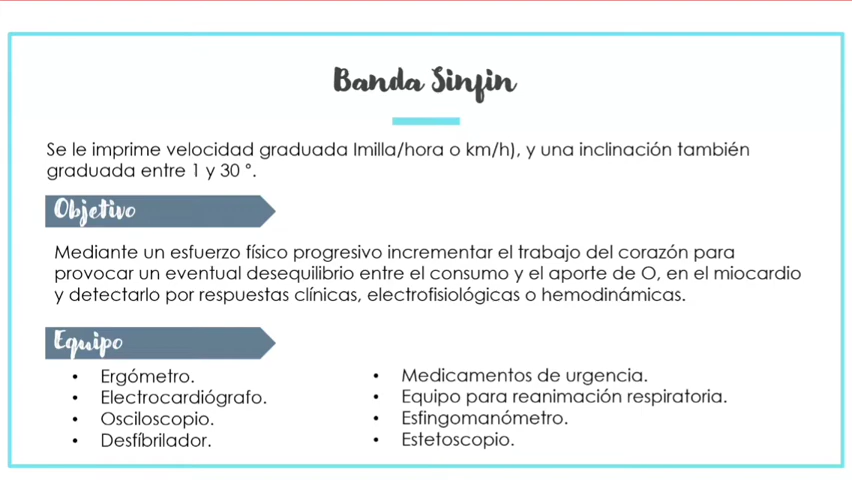 Banda Sinfin
Se le imprime velocidad graduada lmilla/hora o km/h), y una inclinación también
graduada entre 1 y 30 °.
Objetivo
Mediante un esfuerzo físico progresivo incrementar el trabajo del corazón para
provocar un eventual desequilibrio entre el consumo y el aporte de O, en el miocardio
y detectarlo por respuestas clínicas, electrofisiológicas o hemodinámicas.
Equipo
• Ergómetro.
• Electrocardiógrafo.
• Osciloscopio.
• Desfíbrilador.
• Medicamentos de urgencia.
• Equipo para reanimación respiratoria.
• Esfingomanómetro.
• Estetoscopio.